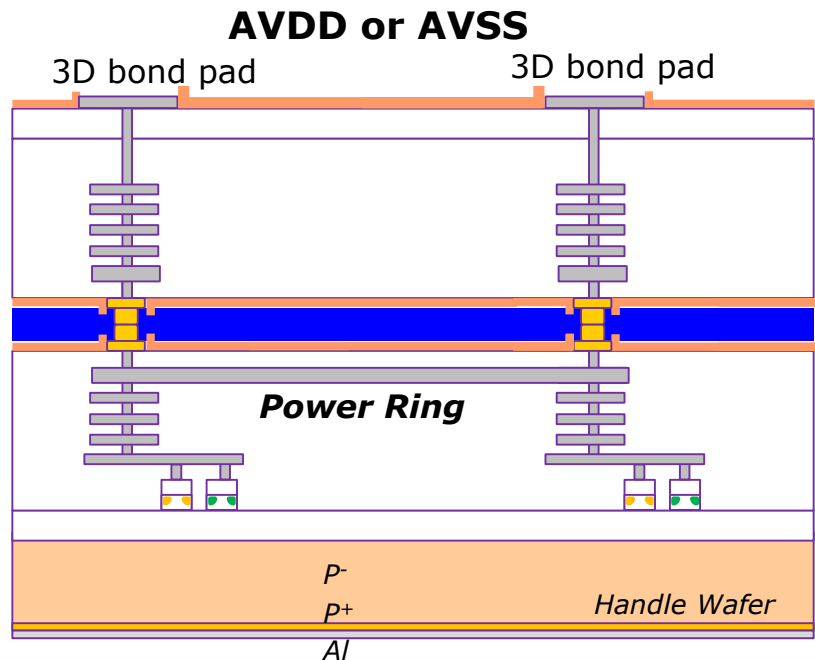 AVDD or AVSS
3D bond pad
3D bond pad
Power Ring
P-
P+
Handle Wafer
Al